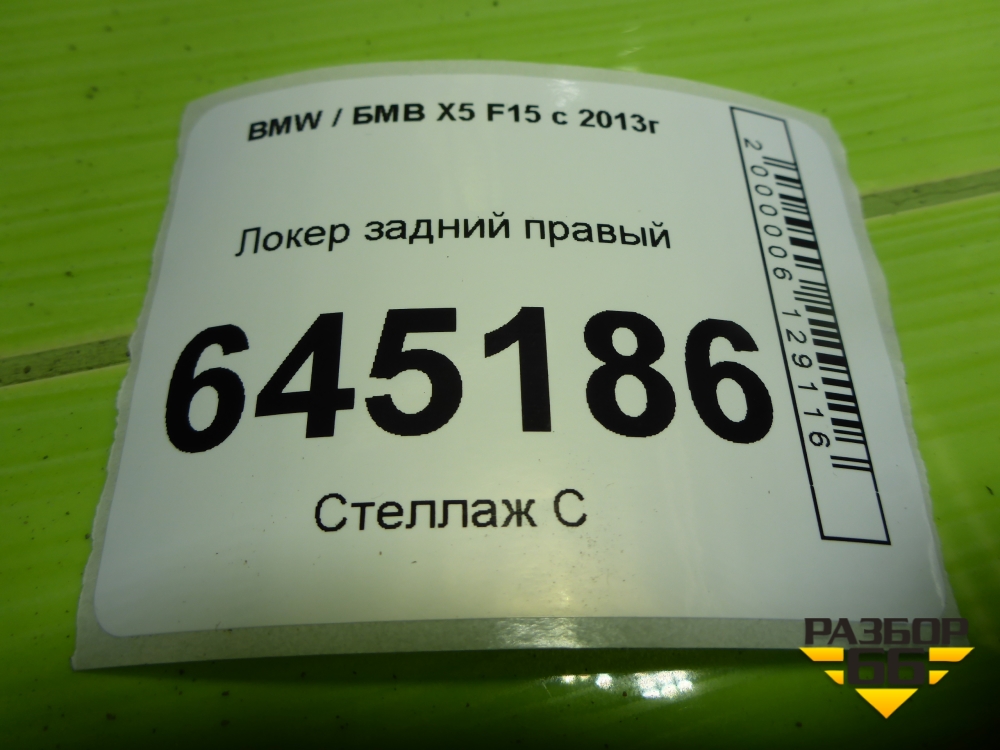 BMW / БМВ X5 F15 с 2013г
Локер задний правый
645186
Стеллаж С
2000006129116
РАЗБОР
66